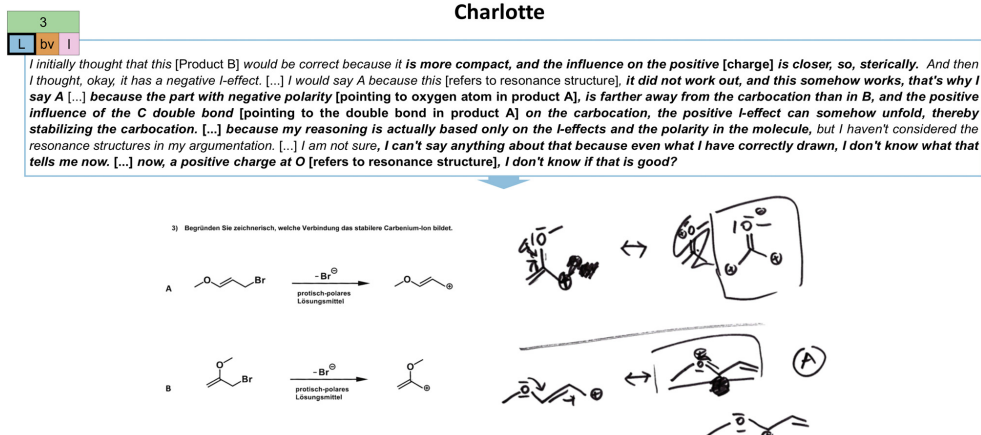 Charlotte
3
L bv I
I initially thought that this [Product B] would be correct because it is more compact, and the influence on the positive [charge] is closer, so, sterically. And then
I thought, okay, it has a negative I-effect. [...] I would say A because this [refers to resonance structure], it did not work out, and this somehow works, that's why I
say A [...] because the part with negative polarity [pointing to oxygen atom in product A], is farther away from the carbocation than in B, and the positive
influence of the C double bond [pointing to the double bond in product A] on the carbocation, the positive I-effect can somehow unfold, thereby
stabilizing the carbocation. [...] because my reasoning is actually based only on the I-effects and the polarity in the molecule, but I haven't considered the
resonance structures in my argumentation. [...] I am not sure, I can't say anything about that because even what I have correctly drawn, I don't know what that
tells me now. [...] now, a positive charge at O [refers to resonance structure], I don't know if that is good?
3) Begründen Sie zeichnerisch, welche Verbindung das stabilere Carbenium-Ion bildet.
A
O
Br
- Br ⊖
protisch-polares
Lösungsmittel
O
⊕
B
O
Br
- Br ⊖
protisch-polares
Lösungsmittel
O
⊕
A